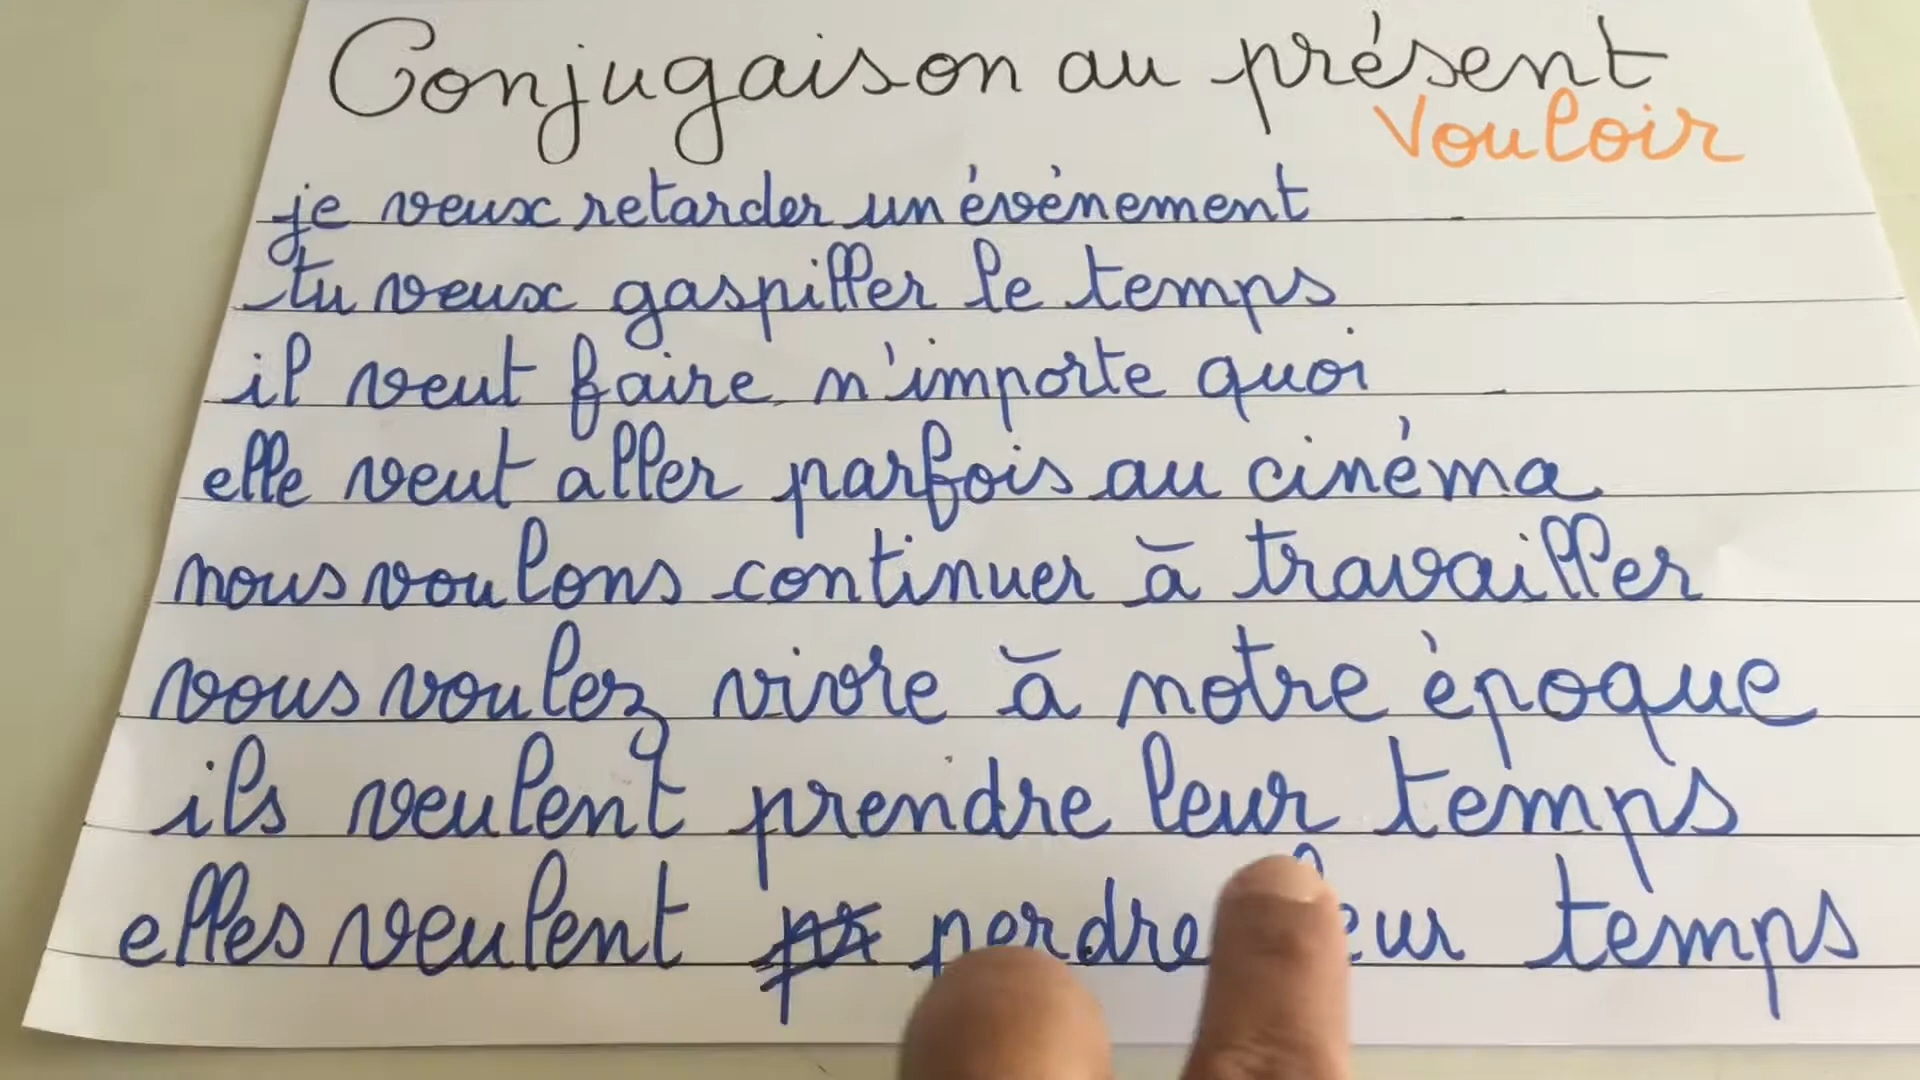 Conjugaison au présent
Vouloir
je veux retarder un événement
tu veux gaspiller le temps
il veut faire n'importe quoi
elle veut aller parfois au cinéma
nous voulons continuer à travailler
vous voulez vivre à notre époque
ils veulent prendre leur temps
elles veulent perdre leur temps